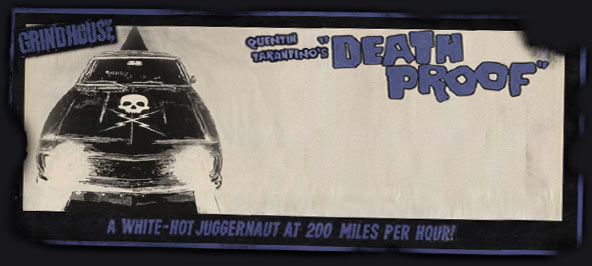 GRINDHOUSE
QUENTIN
TARANTINO'S
"DEATH
PROOF"
A WHITE-HOT JUGGERNAUT AT 200 MILES PER HOUR!